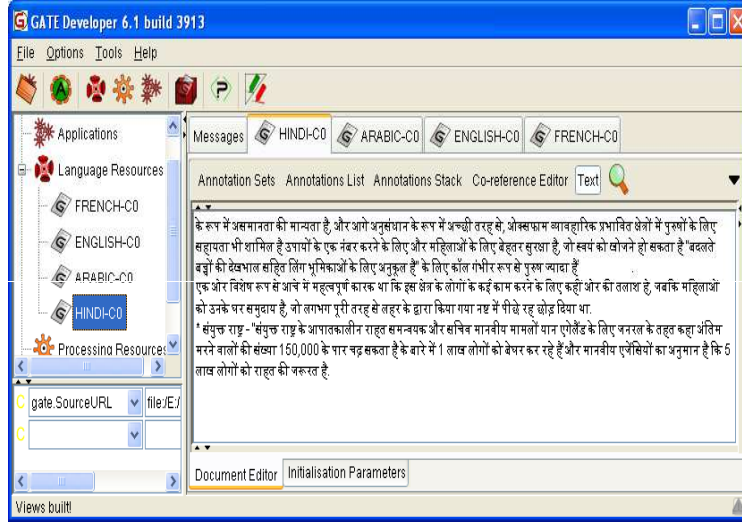 GATE Developer 6.1 build 3913
File Options Tools Help
Applications
Language Resources
FRENCH-C0
ENGLISH-C0
ARABIC-C0
HINDI-C0
Processing Resources
C gate.SourceURL file:/E:/
C
Messages HINDI-C0 ARABIC-C0 ENGLISH-C0 FRENCH-C0
Annotation Sets Annotations List Annotations Stack Co-reference Editor Text
के रूप में असमानता की मान्यता है, और आगे अनुसंधान के रूप में अच्छी तरह से, ओक्सफाम व्यावहारिक प्रभावित क्षेत्रों में पुरुषों के लिए
सहायता भी शामिल है उपायों के एक नंबर करने के लिए और महिलाओं के लिए बेहतर सुरक्षा है, जो स्वयं को खोजने हो सकता है "बदलते
बच्चों की देखभाल सहित लिंग भूमिकाओं के लिए अनुकूल हैं" के लिए कॉल गंभीर रूप से पुरुष ज्यादा हैं
एक ओर विशेष रूप से आचे में महत्वपूर्ण कारक था कि इस क्षेत्र के लोगों के कई काम करने के लिए कहीं ओर की तलाश है, जबकि महिलाओं
को उनके घर समुदाय है, जो लगभग पूरी तरह से लहर के द्वारा किया गया नष्ट में पीछे रह छोड़ दिया था.
* संयुक्त राष्ट्र - "संयुक्त राष्ट्र के आपातकालीन राहत समन्वयक और सचिव मानवीय मामलों यान एगेलैंड के लिए जनरल के तहत कहा अंतिम
मरने वालों की संख्या 150,000 के पार चढ़ सकता है के बारे में 1 लाख लोगों को बेघर कर रहे हैं और मानवीय एजेंसियों का अनुमान है कि 5
लाख लोगों को राहत की जरूरत है.
Document Editor Initialisation Parameters
Views built!